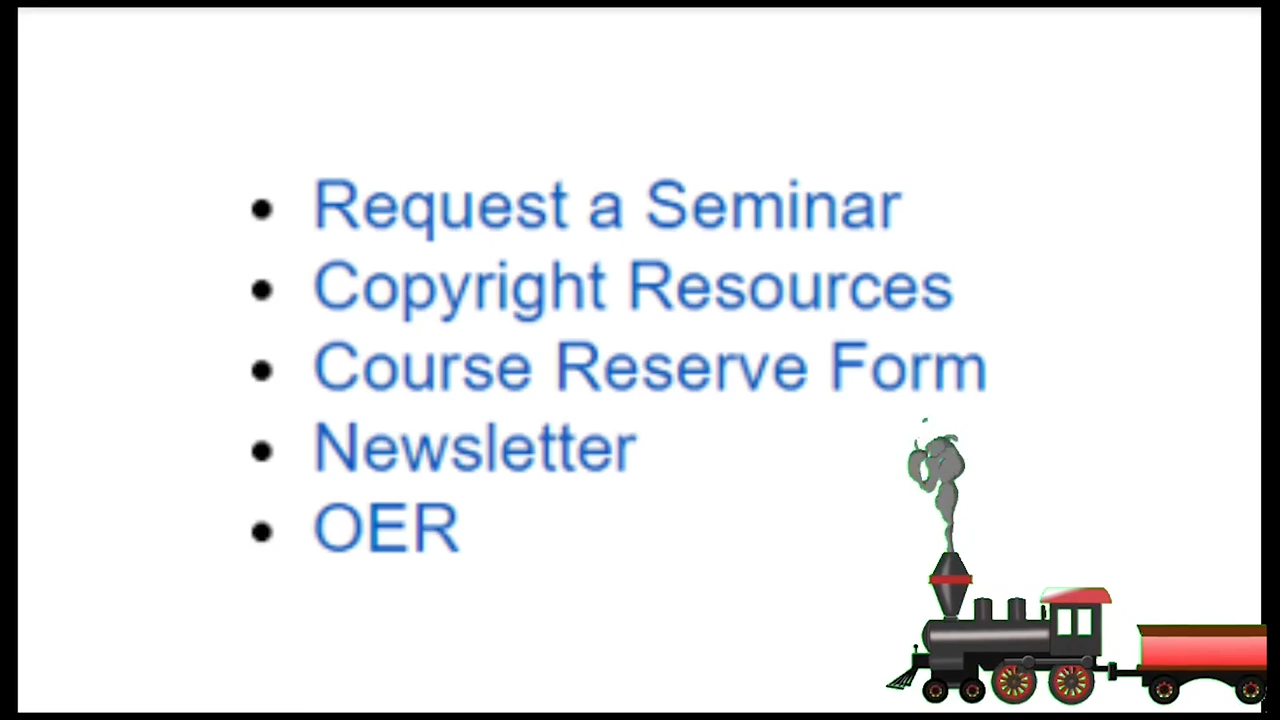 Request a Seminar
Copyright Resources
Course Reserve Form
Newsletter
OER